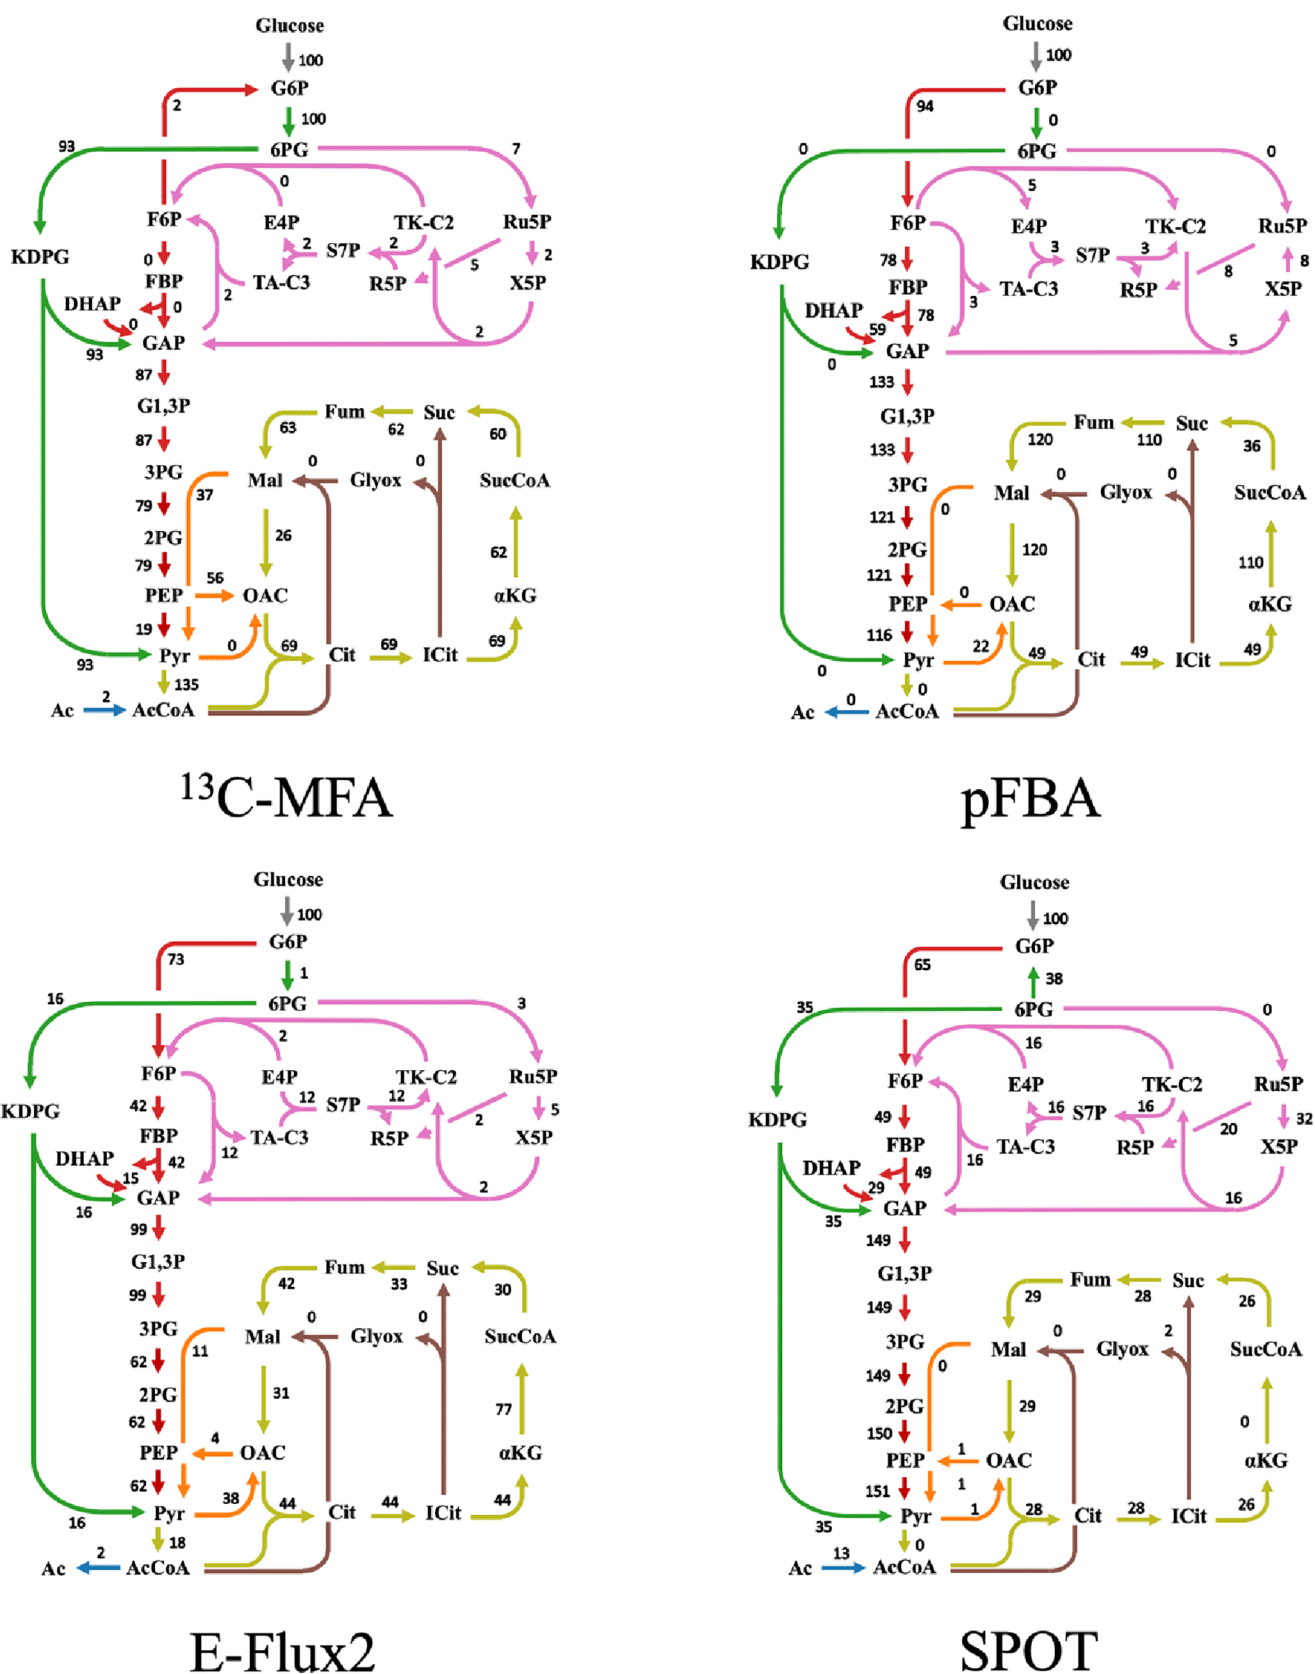 Glucose
100
G6P
2
100
93
6PG
7
0
F6P
E4P
TK-C2
Ru5P
KDPG
0
2
S7P
2
2
FBP
TA-C3
R5P
5
X5P
DHAP
0
2
0
93
GAP
2
87
G1,3P
87
Fum
Suc
63
62
60
3PG
37
Mal
0
Glyox
0
SucCoA
79
2PG
26
62
79
PEP
56
OAC
αKG
19
0
69
69
69
93
Pyr
Cit
ICit
135
Ac
2
AcCoA
13C-MFA
Glucose
100
G6P
94
0
0
6PG
0
5
F6P
E4P
TK-C2
Ru5P
KDPG
78
3
S7P
3
8
FBP
TA-C3
3
R5P
8
X5P
DHAP
59
78
0
GAP
5
133
G1,3P
133
Fum
Suc
120
110
36
3PG
0
Mal
0
Glyox
0
SucCoA
121
2PG
120
110
121
PEP
0
OAC
αKG
116
22
49
49
49
0
Pyr
Cit
ICit
0
Ac
0
AcCoA
pFBA
Glucose
100
G6P
73
1
16
6PG
3
2
F6P
E4P
TK-C2
Ru5P
KDPG
42
12
S7P
12
2
5
FBP
TA-C3
R5P
X5P
DHAP
15
42
12
16
GAP
2
99
G1,3P
99
Fum
Suc
42
33
30
3PG
11
Mal
0
Glyox
0
SucCoA
62
2PG
31
77
62
PEP
4
OAC
αKG
62
38
44
44
44
16
Pyr
Cit
ICit
18
Ac
2
AcCoA
E-Flux2
Glucose
100
G6P
65
38
35
6PG
0
16
F6P
E4P
TK-C2
Ru5P
KDPG
49
16
S7P
16
20
32
FBP
TA-C3
R5P
X5P
DHAP
29
49
16
35
GAP
16
149
G1,3P
149
Fum
Suc
29
28
26
3PG
0
Mal
0
Glyox
2
SucCoA
149
2PG
29
0
150
PEP
1
OAC
αKG
151
1
1
28
28
26
35
Pyr
Cit
ICit
0
Ac
13
AcCoA
SPOT